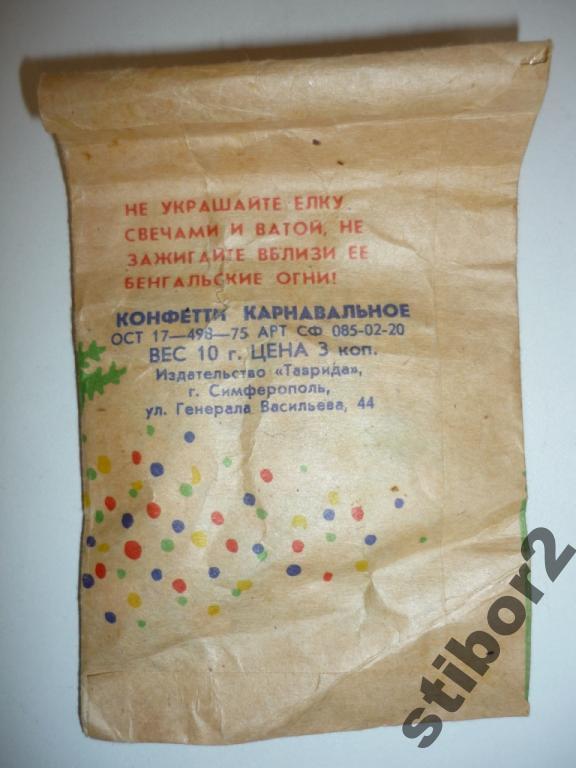 НЕ УКРАШАЙТЕ ЕЛКУ
СВЕЧАМИ И ВАТОЙ, НЕ
ЗАЖИГАЙТЕ ВБЛИЗИ ЕЕ
БЕНГАЛЬСКИЕ ОГНИ!
КОНФЕТТИ КАРНАВАЛЬНОЕ
ОСТ 17—498—75 АРТ СФ 085-02-20
ВЕС 10 г. ЦЕНА 3 коп.
Издательство «Таврида»,
г. Симферополь,
ул. Генерала Васильева, 44
stibor2